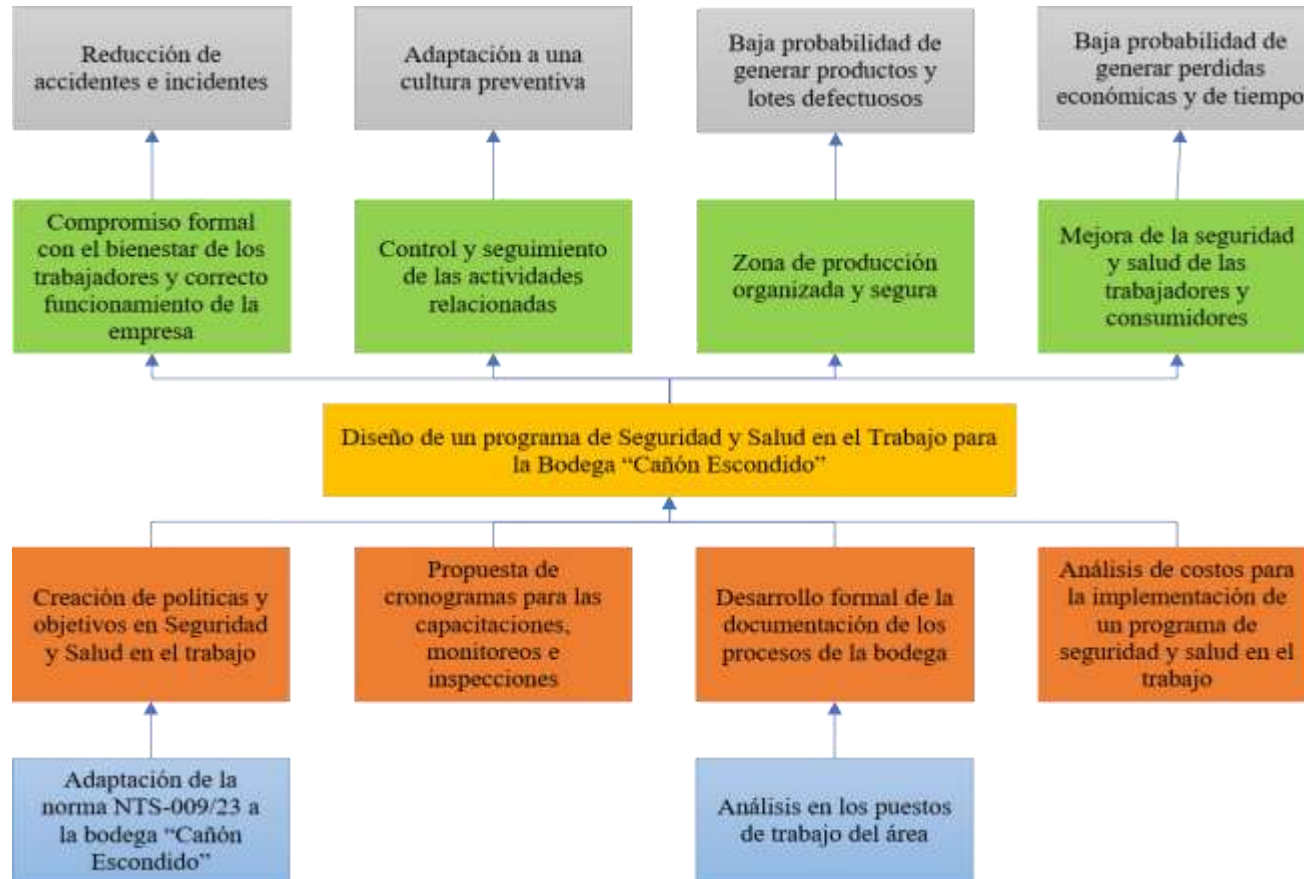 Reducción de
accidentes e incidentes
Adaptación a una
cultura preventiva
Baja probabilidad de
generar productos y
lotes defectuosos
Baja probabilidad de
generar perdidas
económicas y de tiempo
Compromiso formal
con el bienestar de los
trabajadores y correcto
funcionamiento de la
empresa
Control y seguimiento
de las actividades
relacionadas
Zona de producción
organizada y segura
Mejora de la seguridad
y salud de las
trabajadores y
consumidores
Diseño de un programa de Seguridad y Salud en el Trabajo para
la Bodega “Cañón Escondido”
Creación de políticas y
objetivos en Seguridad
y Salud en el trabajo
Propuesta de
cronogramas para las
capacitaciones,
monitoreos e
inspecciones
Desarrollo formal de la
documentación de los
procesos de la bodega
Análisis de costos para
la implementación de
un programa de
seguridad y salud en el
trabajo
Adaptación de la
norma NTS-009/23 a
la bodega “Cañón
Escondido”
Análisis en los puestos
de trabajo del área